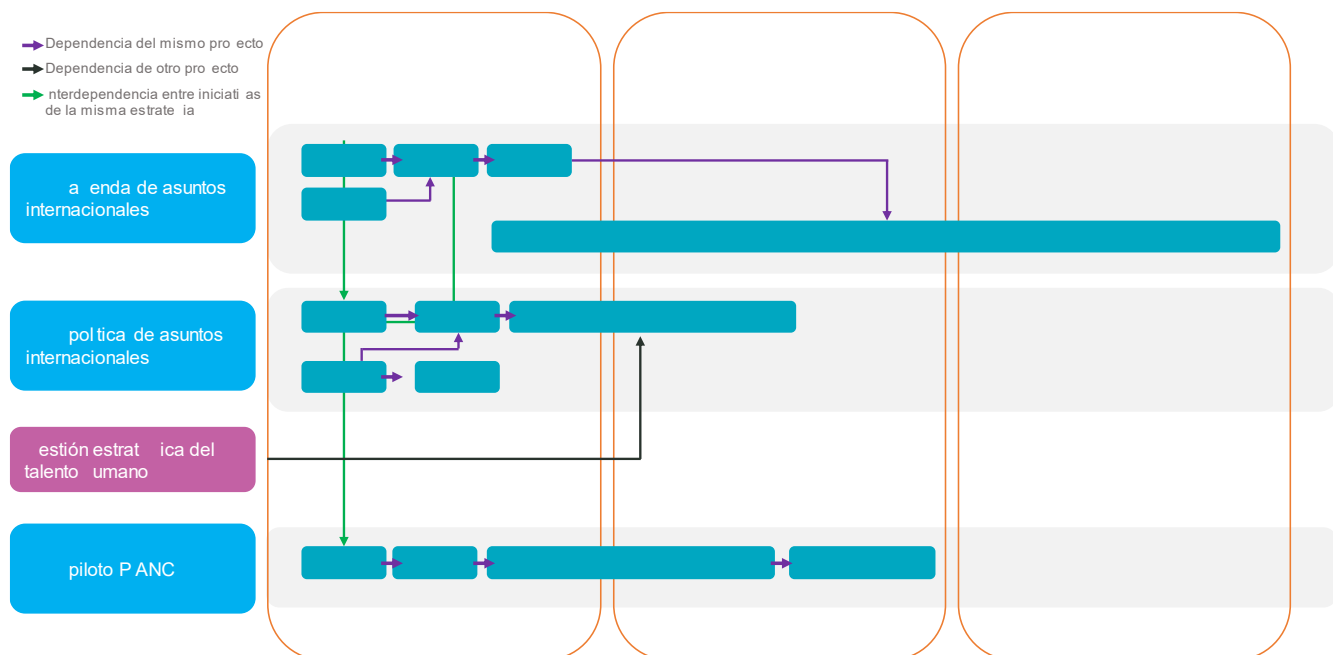 Dependencia del mismo pro ecto
Dependencia de otro pro ecto
nterdependencia entre iniciati as
de la misma estrate ia
a enda de asuntos
internacionales
pol tica de asuntos
internacionales
estión estrat ica del
talento umano
piloto P ANC